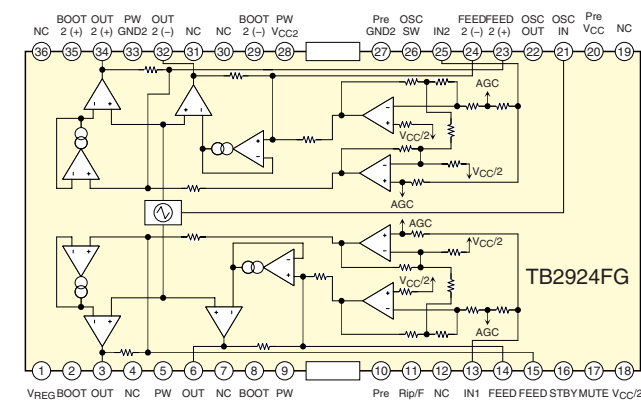 BOOT OUT PW OUT BOOT PW Pre OSC FEED FEED OSC OSC Pre
NC 2 (+) 2 (+) GND2 2 (−) NC NC 2 (−) VCC2 GND2 SW IN2 2 (−) 2 (+) OUT IN VCC NC
36 35 34 33 32 31 30 29 28 27 26 25 24 23 22 21 20 19
AGC
VCC/2
VCC/2
AGC
AGC
VCC/2
VCC/2
AGC
TB2924FG
1 2 3 4 5 6 7 8 9 10 11 12 13 14 15 16 17 18
VREG BOOT OUT NC PW OUT NC BOOT PW Pre Rip/F NC IN1 FEED FEED STBY MUTE VCC/2